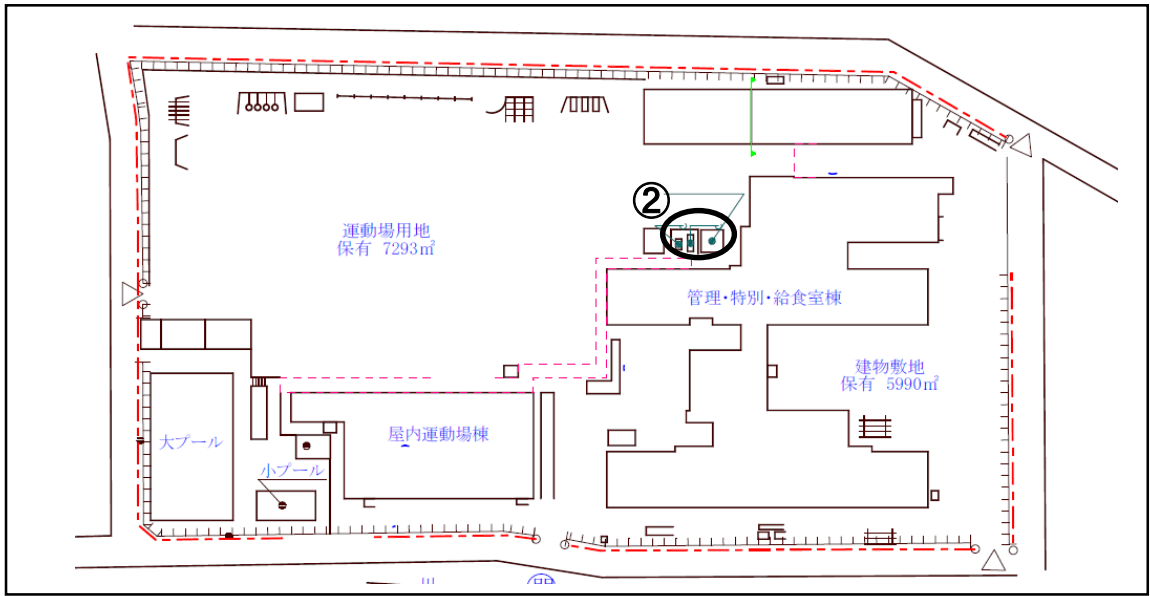 ②
運動場用地
保有 7293㎡
管理・特別・給食室棟
建物敷地
保有 5990㎡
大プール
屋内運動場棟
小プール